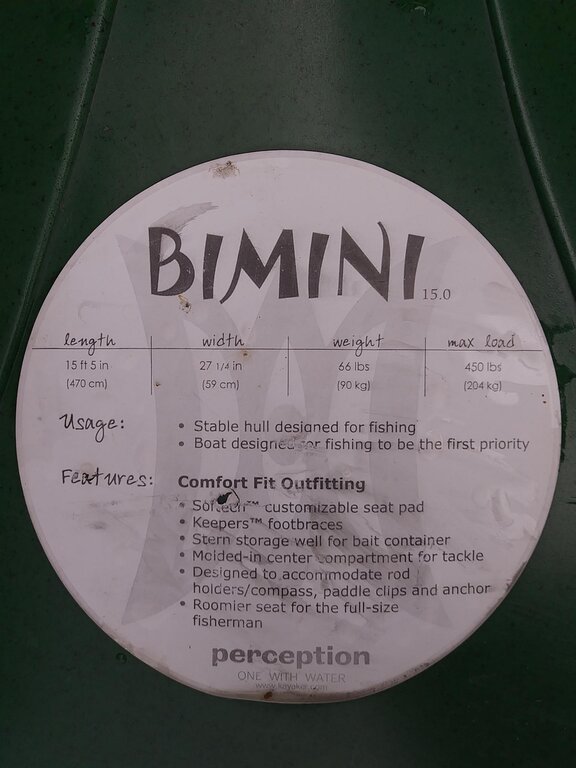 BIMINI 15.0
length width weight max load
15 ft 5 in 27 1/4 in 66 lbs 450 lbs
(470 cm) (59 cm) (90 kg) (204 kg)
Usage: • Stable hull designed for fishing
• Boat designed for fishing to be the first priority
Features: Comfort Fit Outfitting
• Softech™ customizable seat pad
• Keepers™ footbraces
• Stern storage well for bait container
• Molded-in center compartment for tackle
• Designed to accommodate rod
holders/compass, paddle clips and anchor
• Roomier seat for the full-size
fisherman
perception
ONE WITH WATER
www.kayaker.com